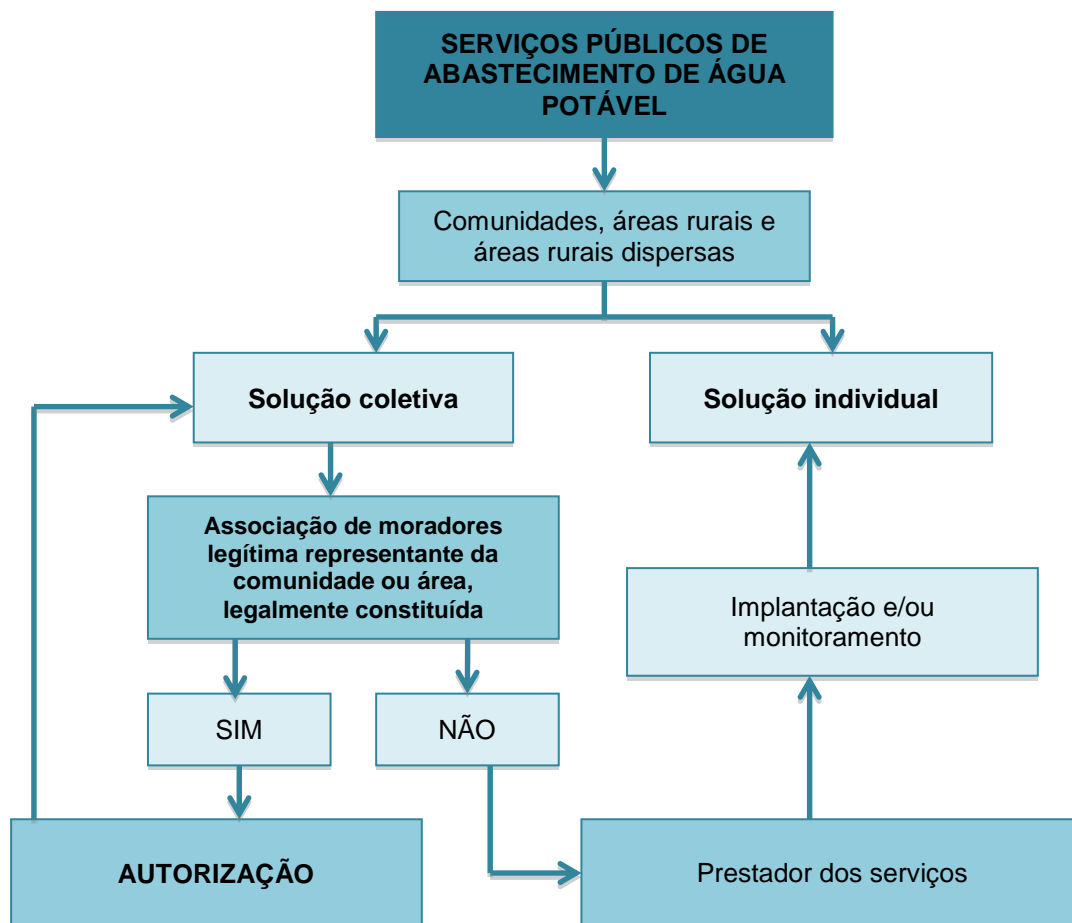 SERVIÇOS PÚBLICOS DE
ABASTECIMENTO DE ÁGUA
POTÁVEL
Comunidades, áreas rurais e
áreas rurais dispersas
Solução coletiva
Solução individual
Associação de moradores
legítima representante da
comunidade ou área,
legalmente constituída
Implantação e/ou
monitoramento
SIM
NÃO
AUTORIZAÇÃO
Prestador dos serviços